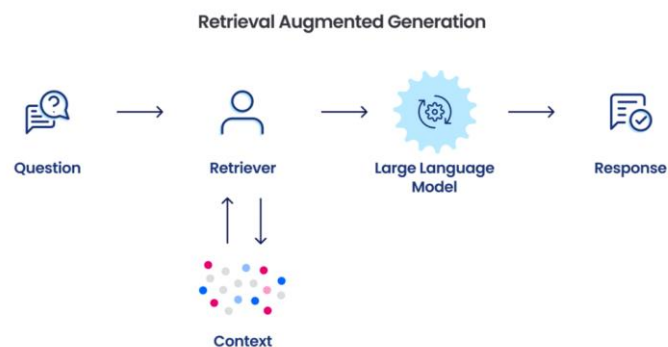 Retrieval Augmented Generation
?
Question
Retriever
Large Language
Model
Response
Context